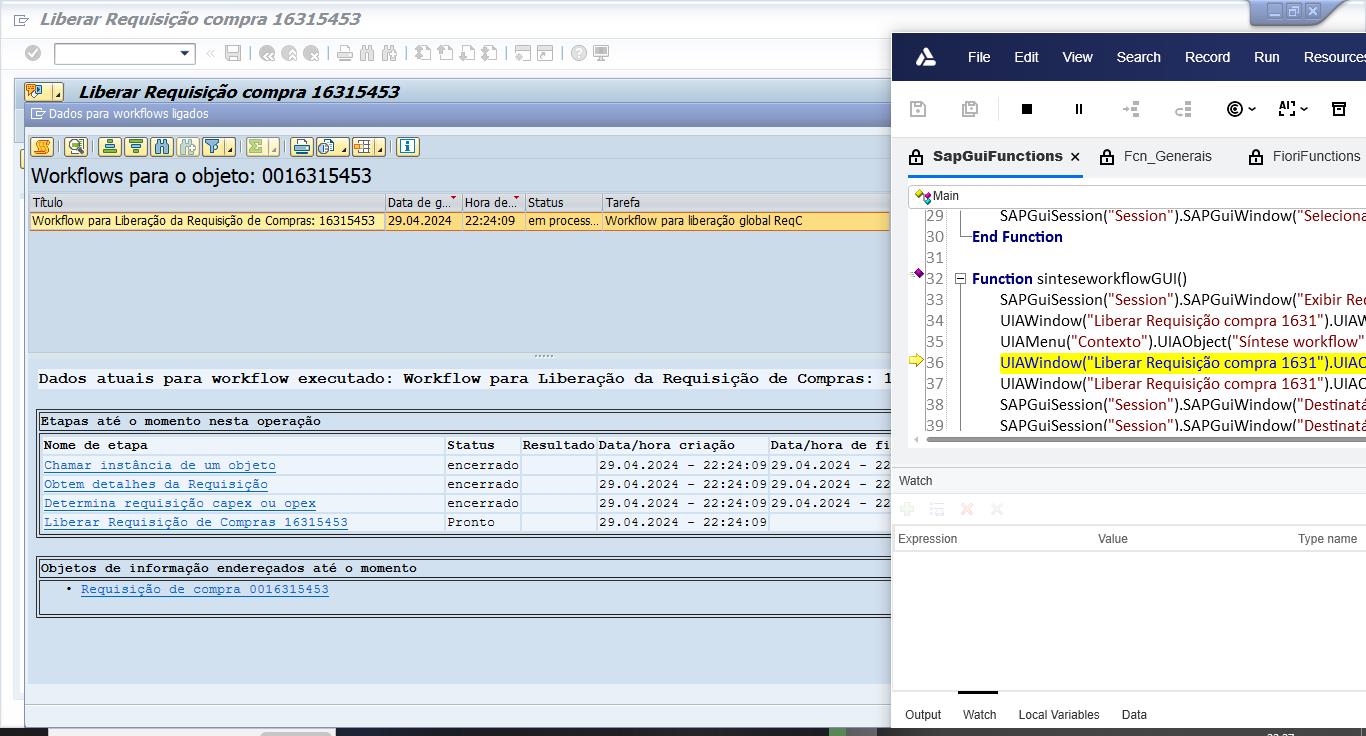 Liberar Requisição compra 16315453
Liberar Requisição compra 16315453
Dados para workflows ligados
Workflows para o objeto: 0016315453
Título Data de g... Hora de... Status Tarefa
Workflow para Liberação da Requisição de Compras: 16315453 29.04.2024 22:24:09 em process... Workflow para liberação global ReqC
Dados atuais para workflow executado: Workflow para Liberação da Requisição de Compras: 1
Etapas até o momento nesta operação
Nome de etapa Status Resultado Data/hora criação Data/hora de fi
Chamar instância de um objeto encerrado 29.04.2024 - 22:24:09 29.04.2024 - 22
Obtem detalhes da Requisição encerrado 29.04.2024 - 22:24:09 29.04.2024 - 22
Determina requisição capex ou opex encerrado 29.04.2024 - 22:24:09 29.04.2024 - 22
Liberar Requisição de Compras 16315453 Pronto 29.04.2024 - 22:24:09
Objetos de informação endereçados até o momento
• Requisição de compra 0016315453
File Edit View Search Record Run Resources
SapGuiFunctions × Fcn_Generais FioriFunctions
Main
29 SAPGuiSession("Session").SAPGuiWindow("Seleciona
30 End Function
31
32 Function sinteseworkflowGUI()
33 SAPGuiSession("Session").SAPGuiWindow("Exibir Rec
34 UIAWindow("Liberar Requisição compra 1631").UIAW
35 UIAMenu("Contexto").UIAObject("Síntese workflow"
36 UIAWindow("Liberar Requisição compra 1631").UIAO
37 UIAWindow("Liberar Requisição compra 1631").UIAO
38 SAPGuiSession("Session").SAPGuiWindow("Destinatá
39 SAPGuiSession("Session").SAPGuiWindow("Destinatá
Watch
Expression Value Type name
Output Watch Local Variables Data